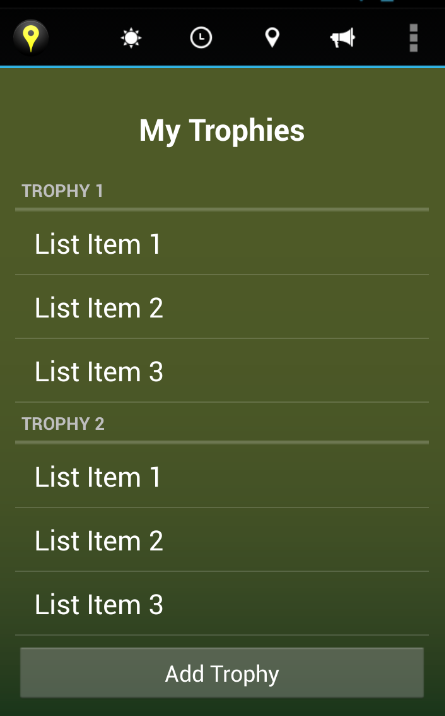 My Trophies
TROPHY 1
List Item 1
List Item 2
List Item 3
TROPHY 2
List Item 1
List Item 2
List Item 3
Add Trophy